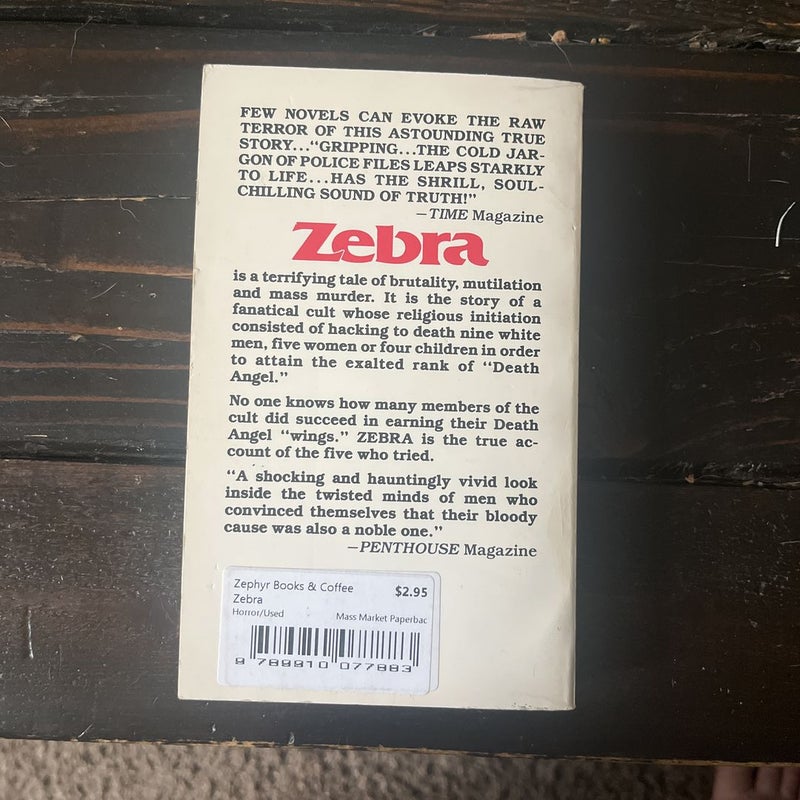 FEW NOVELS CAN EVOKE THE RAW
TERROR OF THIS ASTOUNDING TRUE
STORY...“GRIPPING...THE COLD JAR-
GON OF POLICE FILES LEAPS STARKLY
TO LIFE...HAS THE SHRILL, SOUL-
CHILLING SOUND OF TRUTH!”
—TIME Magazine
Zebra
is a terrifying tale of brutality, mutilation
and mass murder. It is the story of a
fanatical cult whose religious initiation
consisted of hacking to death nine white
men, five women or four children in order
to attain the exalted rank of “Death
Angel.”
No one knows how many members of the
cult did succeed in earning their Death
Angel “wings.” ZEBRA is the true ac-
count of the five who tried.
“A shocking and hauntingly vivid look
inside the twisted minds of men who
convinced themselves that their bloody
cause was also a noble one.”
—PENTHOUSE Magazine
Zephyr Books & Coffee
$2.95
Zebra
Horror/Used
Mass Market Paperbac
9 789910 077883